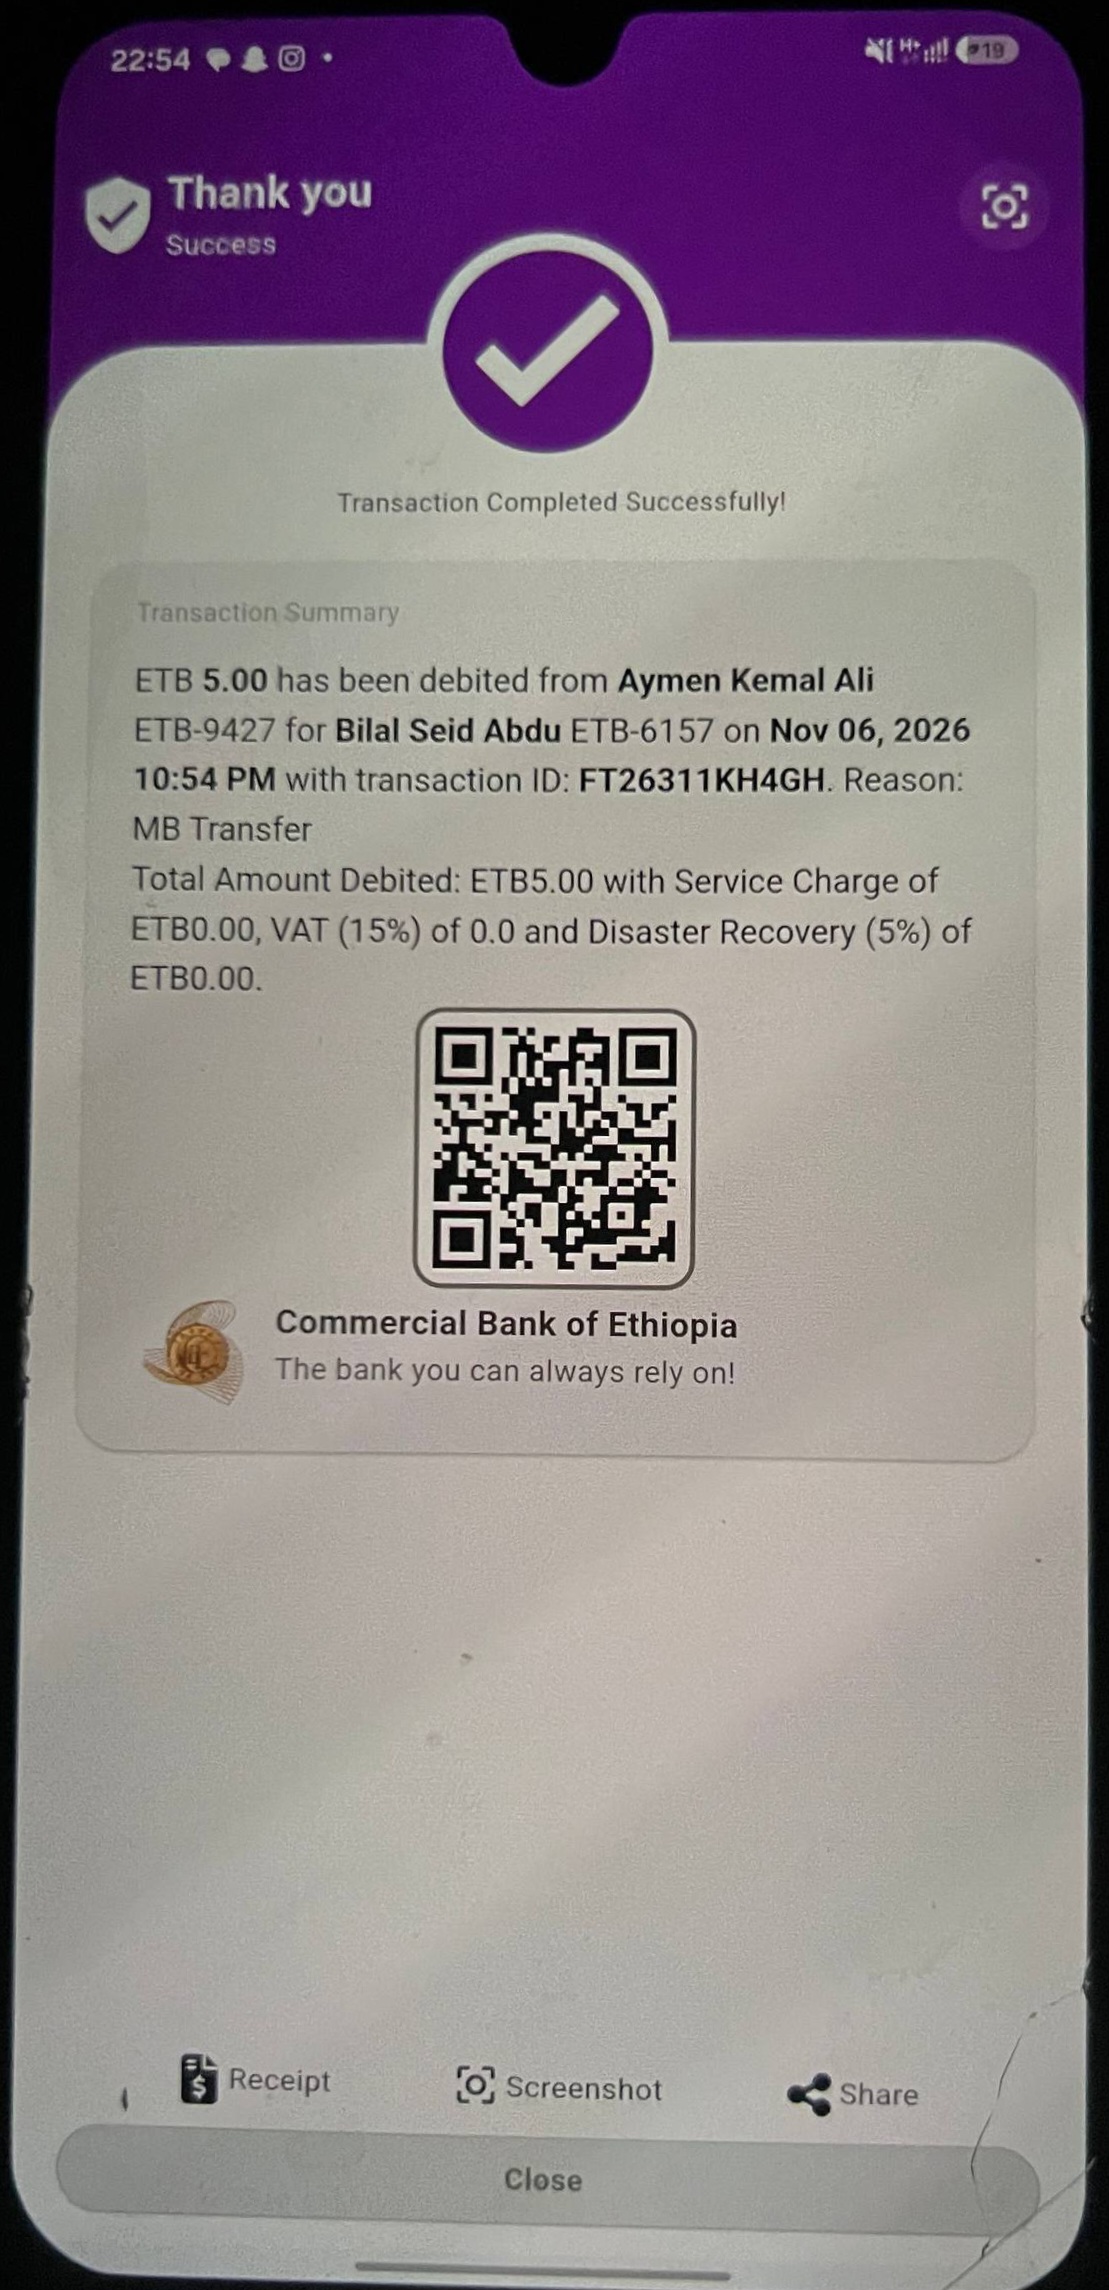 22:54
19
Thank you
Success
Transaction Completed Successfully!
Transaction Summary
ETB 5.00 has been debited from Aymen Kemal Ali
ETB-9427 for Bilal Seid Abdu ETB-6157 on Nov 06, 2026
10:54 PM with transaction ID: FT26311KH4GH. Reason:
MB Transfer
Total Amount Debited: ETB5.00 with Service Charge of
ETB0.00, VAT (15%) of 0.0 and Disaster Recovery (5%) of
ETB0.00.
Commercial Bank of Ethiopia
The bank you can always rely on!
Receipt
Screenshot
Share
Close